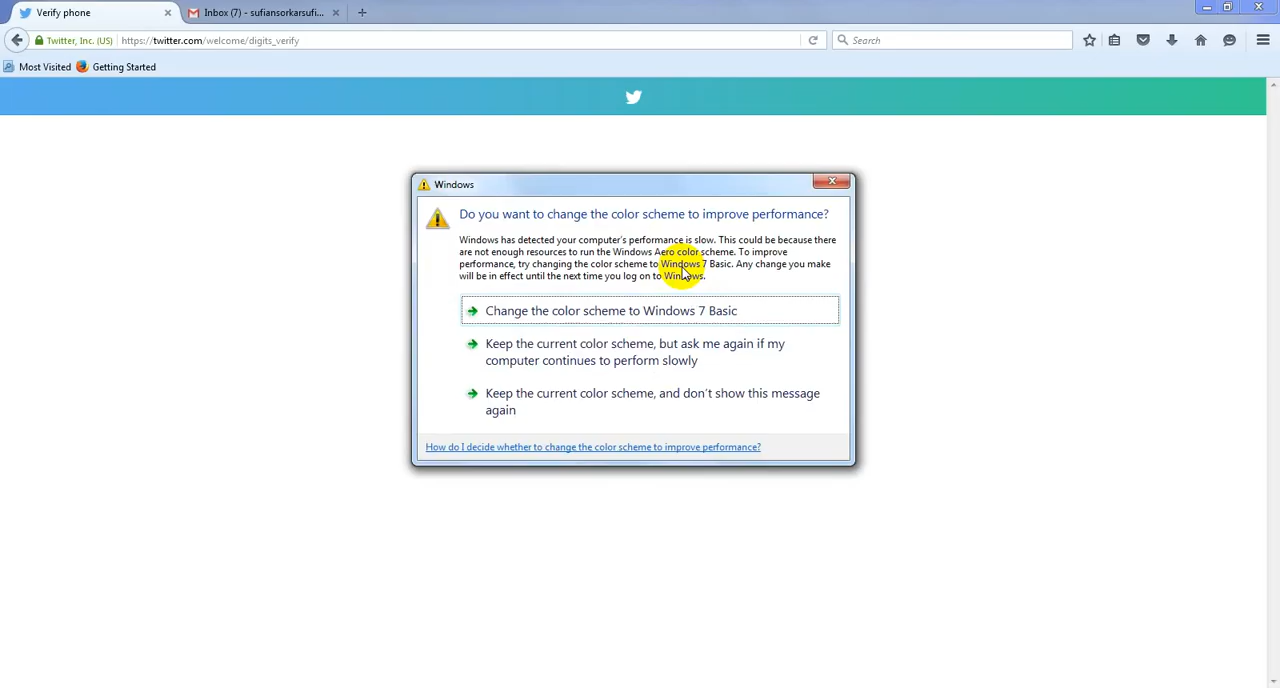 Verify phone
Inbox (7) - sufiansorkarsufi...
Twitter, Inc. (US)
https://twitter.com/welcome/digits_verify
Search
Most Visited
Getting Started
Windows
Do you want to change the color scheme to improve performance?
Windows has detected your computer's performance is slow. This could be because there
are not enough resources to run the Windows Aero color scheme. To improve
performance, try changing the color scheme to Windows 7 Basic. Any change you make
will be in effect until the next time you log on to Windows.
Change the color scheme to Windows 7 Basic
Keep the current color scheme, but ask me again if my
computer continues to perform slowly
Keep the current color scheme, and don't show this message
again
How do I decide whether to change the color scheme to improve performance?